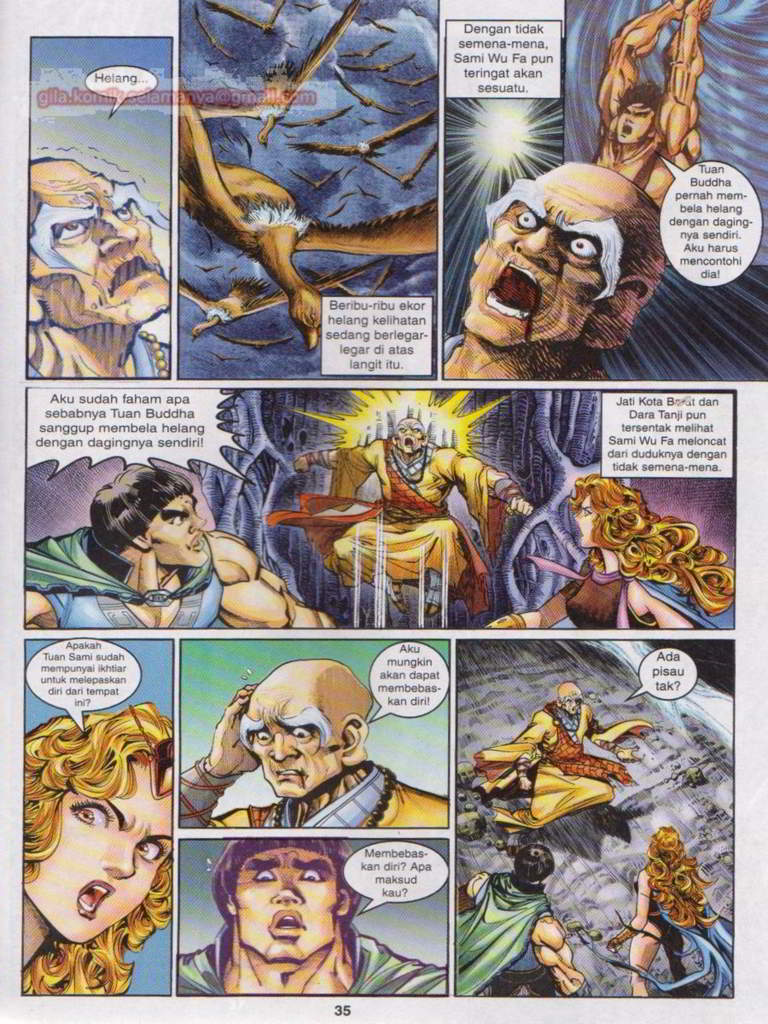 Helang...
gila.komik.selamanya@gmail.com
Beribu-ribu ekor
helang kelihatan
sedang berlegar-
legar di atas
langit itu.
Dengan tidak
semena-mena,
Sami Wu Fa pun
teringat akan
sesuatu.
Tuan
Buddha
pernah mem-
bela helang
dengan daging-
nya sendiri.
Aku harus
mencontohi
dia!
Aku sudah faham apa
sebabnya Tuan Buddha
sanggup membela helang
dengan dagingnya sendiri!
Jati Kota Barat dan
Dara Tanji pun
tersentak melihat
Sami Wu Fa meloncat
dari duduknya dengan
tidak semena-mena.
Apakah
Tuan Sami sudah
mempunyai ikhtiar
untuk melepaskan
diri dari tempat
ini?
Aku
mungkin
akan dapat
membebas-
kan diri!
Membebas-
kan diri? Apa
maksud
kau?
Ada
pisau
tak?
35